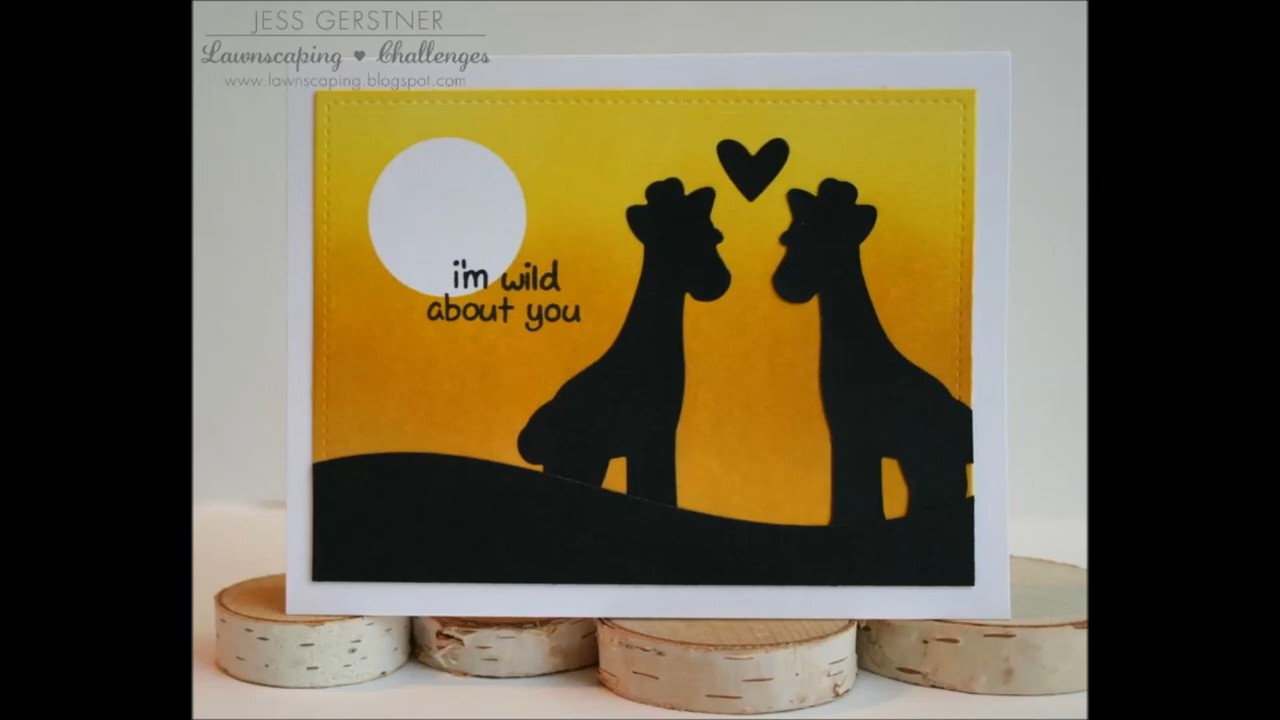 JESS GERSTNER
Lawnscaping ♥ Challenges
www.lawnscaping.blogspot.com
i'm wild
about you